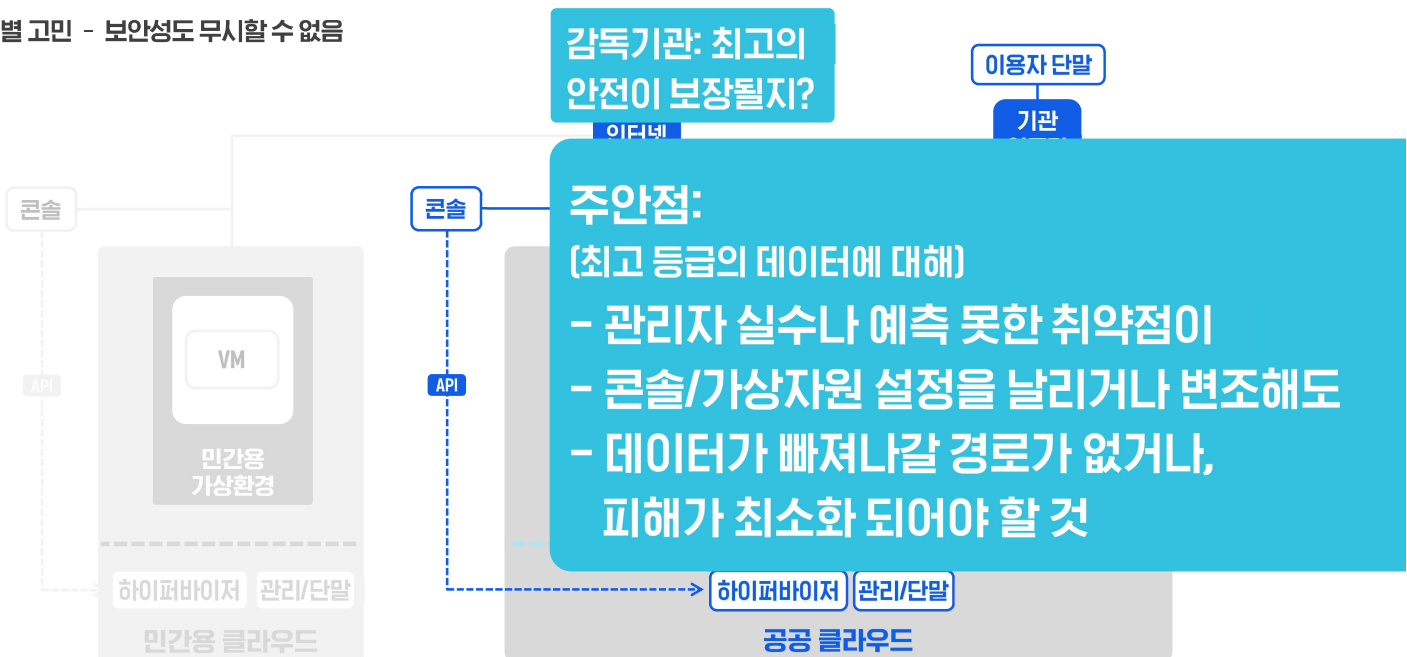 별 고민 - 보안성도 무시할 수 없음
감독기관: 최고의
안전이 보장될지?
이용자 단말
기관
인터넷
콘솔
콘솔
주안점:
(최고 등급의 데이터에 대해)
- 관리자 실수나 예측 못한 취약점이
- 콘솔/가상자원 설정을 날리거나 변조해도
- 데이터가 빠져나갈 경로가 없거나,
피해가 최소화 되어야 할 것
VM
API
API
민간용
가상환경
하이퍼바이저
관리/단말
하이퍼바이저
관리/단말
민간용 클라우드
공공 클라우드